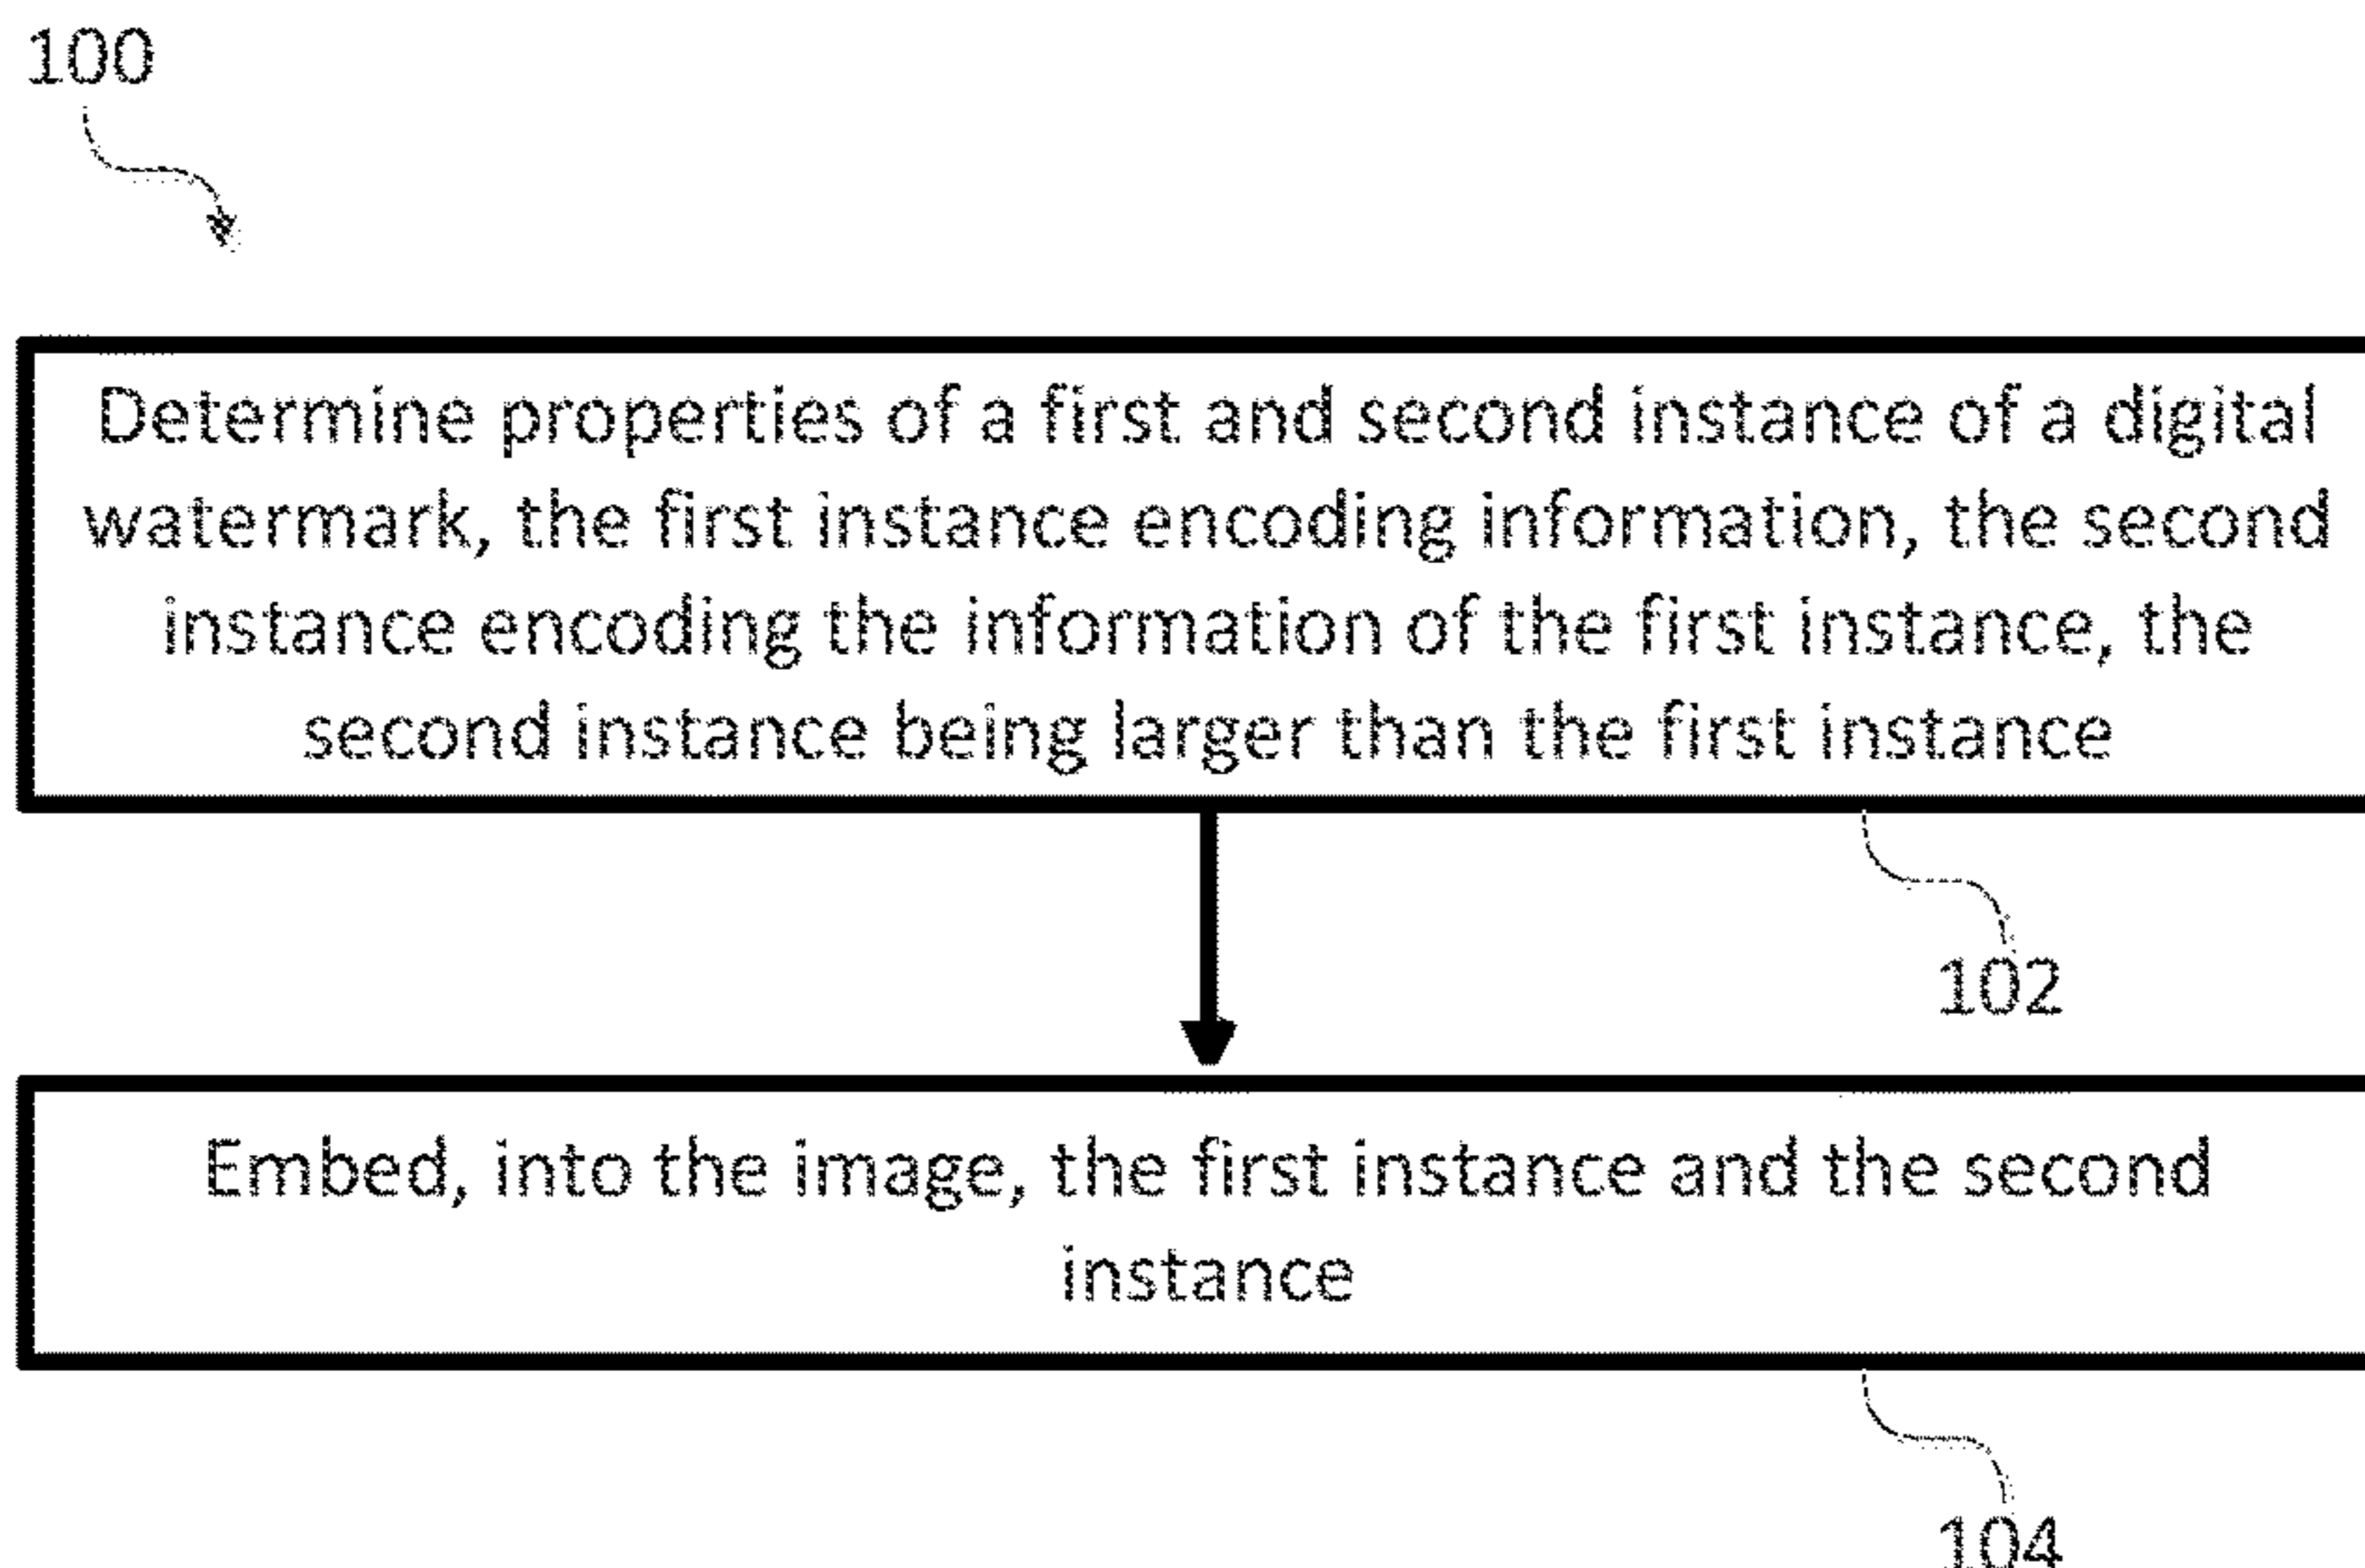 100
Determine properties of a first and second instance of a digital
watermark, the first instance encoding information, the second
instance encoding the information of the first instance, the
second instance being larger than the first instance
102
Embed, into the image, the first instance and the second
instance
104